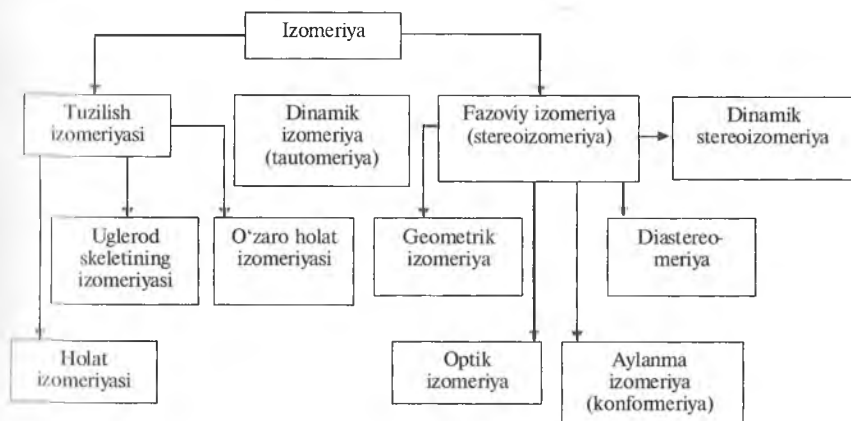 Izomeriya
Tuzilish
izomeriyasi
Dinamik
izomeriya
(tautomeriya)
Fazoviy izomeriya
(stereoizomeriya)
Dinamik
stereoizomeriya
Uglerod
skeletining
izomeriyasi
O‘zaro holat
izomeriyasi
Geometrik
izomeriya
Diastereo-
meriya
Holat
izomeriyasi
Optik
izomeriya
Aylanma
izomeriya
(konformeriya)